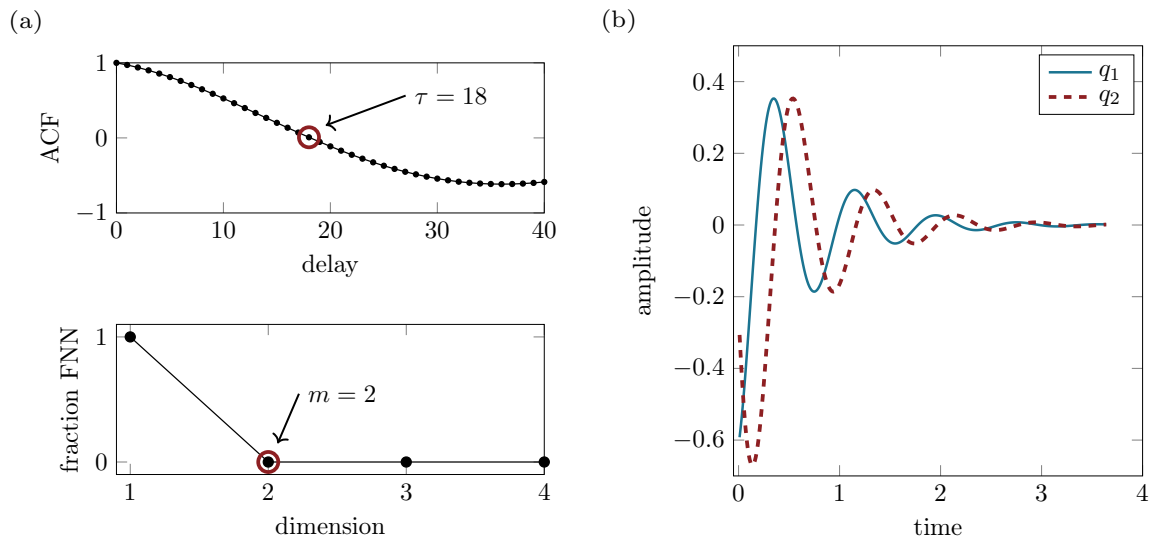 (a)
1
0
−1
ACF
τ = 18
0
10
20
30
40
delay
1
0
fraction FNN
m = 2
1
2
3
4
dimension
(b)
0.4
0.2
0
−0.2
−0.4
−0.6
amplitude
q1
q2
0
1
2
3
4
time